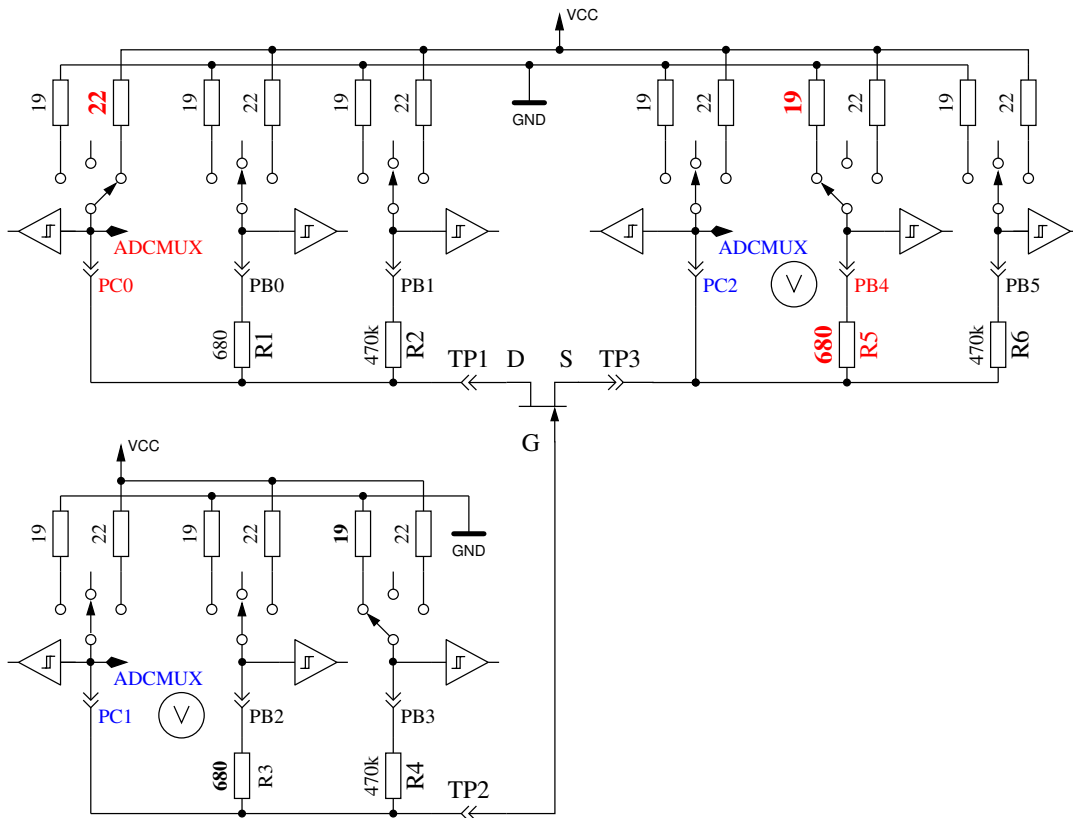 VCC
19 22 19 22 19 22 19 22 19 22 19 22
GND
ADCMUX ADCMUX
PC0 PB0 PB1 PC2 V PB4 PB5
680 R1 470k R2 680 R5 470k R6
TP1 D S TP3
G
VCC
19 22 19 22 19 22
GND
ADCMUX
PC1 V PB2 PB3
680 R3 470k R4
TP2